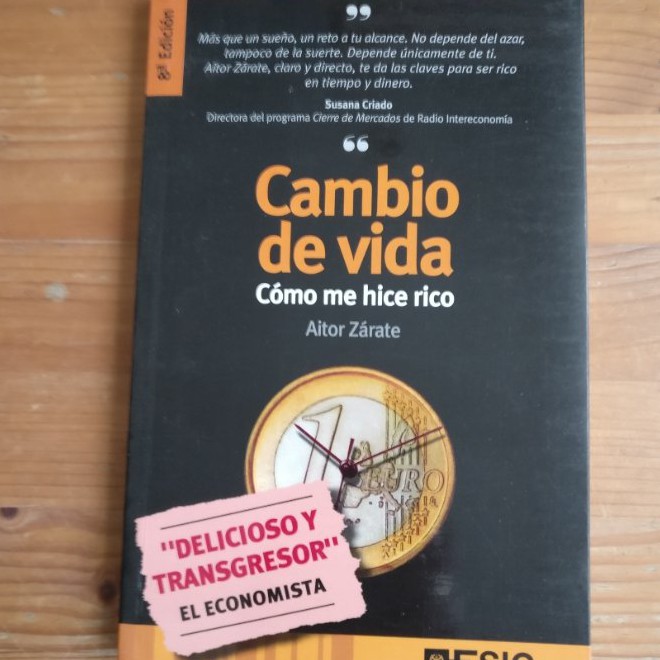 8ª Edición
”
Más que un sueño, un reto a tu alcance. No depende del azar,
tampoco de la suerte. Depende únicamente de ti.
Aitor Zárate, claro y directo, te da las claves para ser rico
en tiempo y dinero.
Susana Criado
Directora del programa Cierre de Mercados de Radio Intereconomía
“
Cambio
de vida
Cómo me hice rico
Aitor Zárate
1 EURO
"DELICIOSO Y
TRANSGRESOR"
EL ECONOMISTA
ESIC